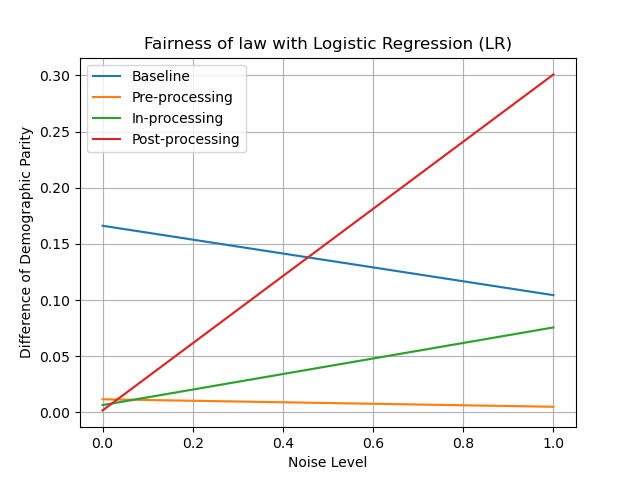 Fairness of law with Logistic Regression (LR)
Baseline
Pre-processing
In-processing
Post-processing
Difference of Demographic Parity
0.30
0.25
0.20
0.15
0.10
0.05
0.00
0.0 0.2 0.4 0.6 0.8 1.0
Noise Level